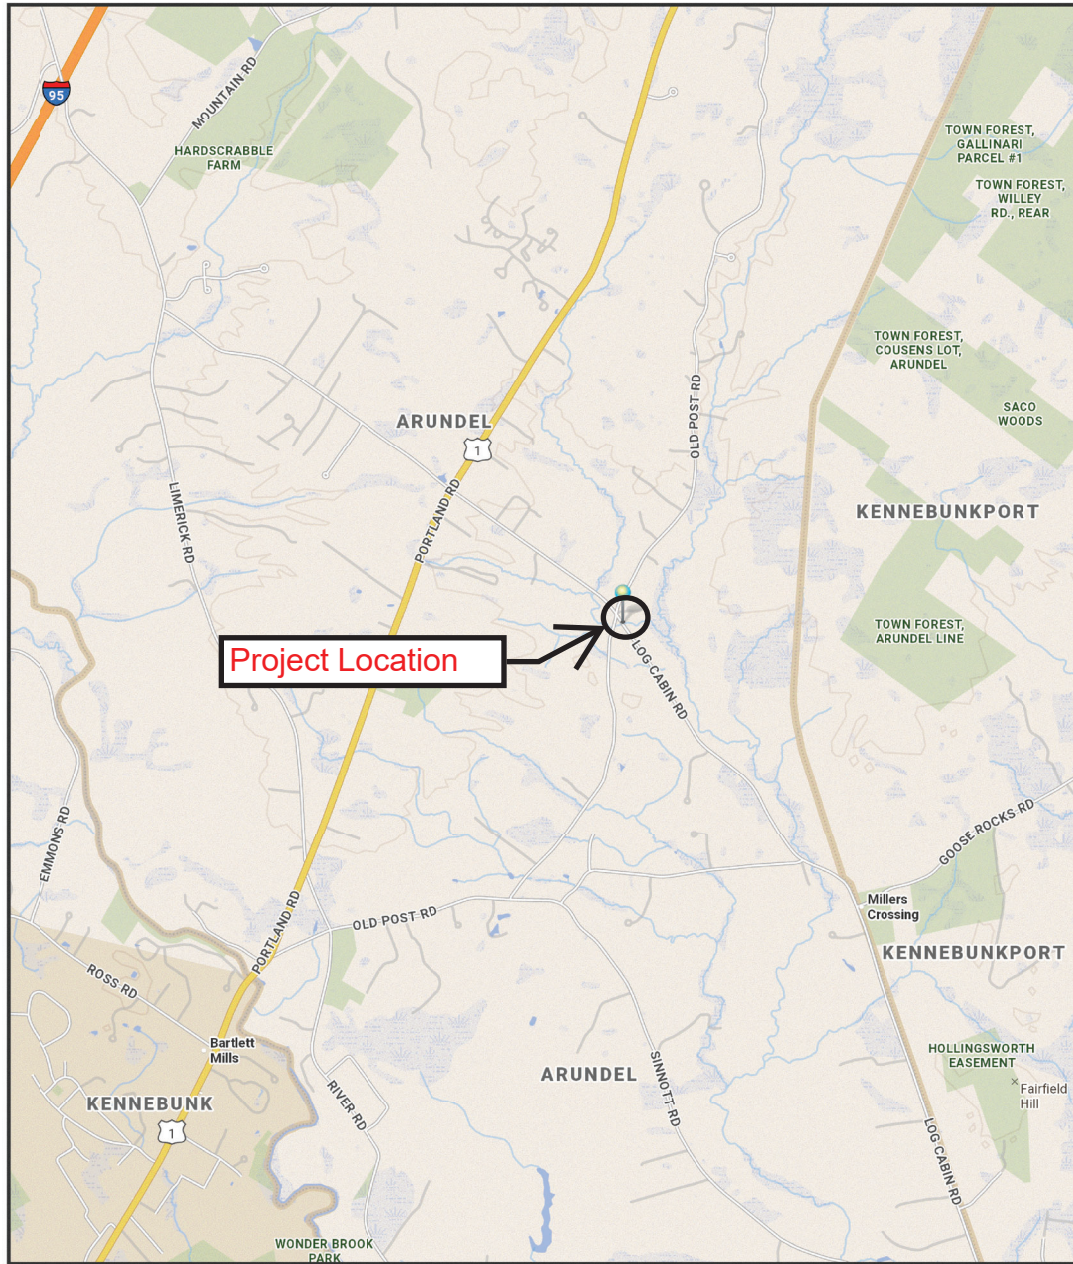 95
MOUNTAIN RD
HARDSCRABBLE
FARM
TOWN FOREST,
GALLINARI
PARCEL #1
TOWN FOREST,
WILLEY
RD., REAR
TOWN FOREST,
COUSENS LOT,
ARUNDEL
SACO
WOODS
OLD POST RD
ARUNDEL
1
PORTLAND RD
LIMERICK RD
KENNEBUNKPORT
TOWN FOREST,
ARUNDEL LINE
Project Location
LOG CABIN RD
EMMONS RD
GOOSE ROCKS RD
Millers
Crossing
PORTLAND RD
OLD POST RD
KENNEBUNKPORT
ROSS RD
Bartlett
Mills
HOLLINGSWORTH
EASEMENT
Fairfield
Hill
ARUNDEL
SINNOTT RD
RIVER RD
KENNEBUNK
1
LOG CABIN RD
WONDER BROOK
PARK